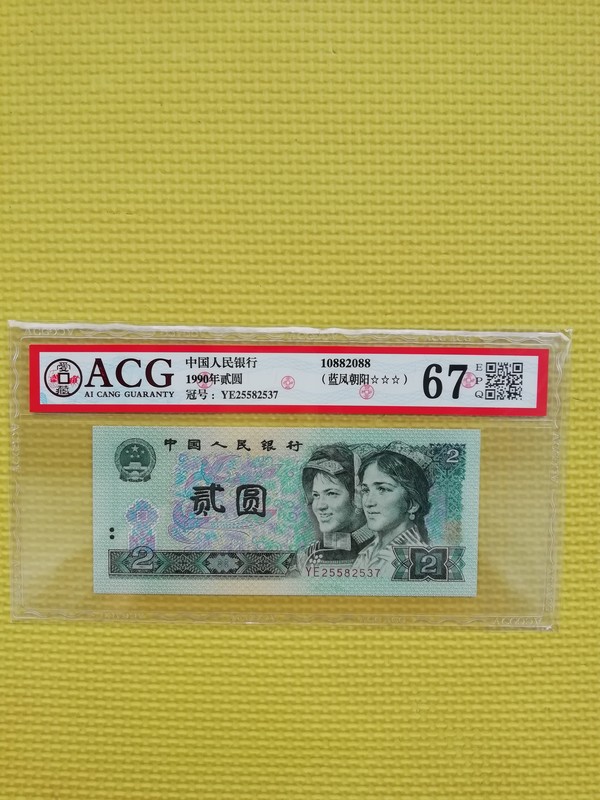 ACG
AI CANG GUARANTY
中国人民银行
1990年贰圆
冠号：YE25582537
10882088
（蓝凤朝阳☆☆☆）
67
E
P
Q
中国人民银行
2
贰圆
2
YE25582537
2